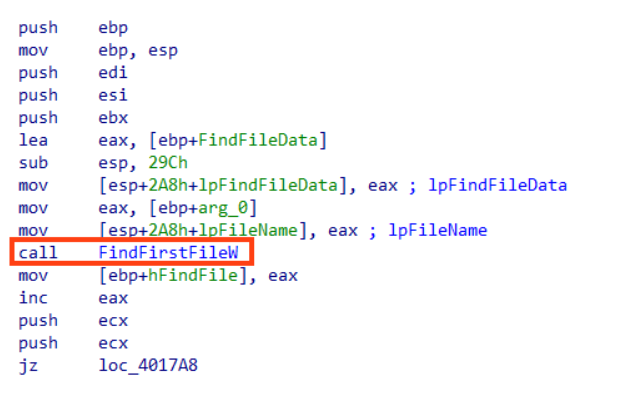 push ebp
mov ebp, esp
push edi
push esi
push ebx
lea eax, [ebp+FindFileData]
sub esp, 29Ch
mov [esp+2A8h+lpFindFileData], eax ; lpFindFileData
mov eax, [ebp+arg_0]
mov [esp+2A8h+lpFileName], eax ; lpFileName
call FindFirstFileW
mov [ebp+hFindFile], eax
inc eax
push ecx
push ecx
jz loc_4017A8